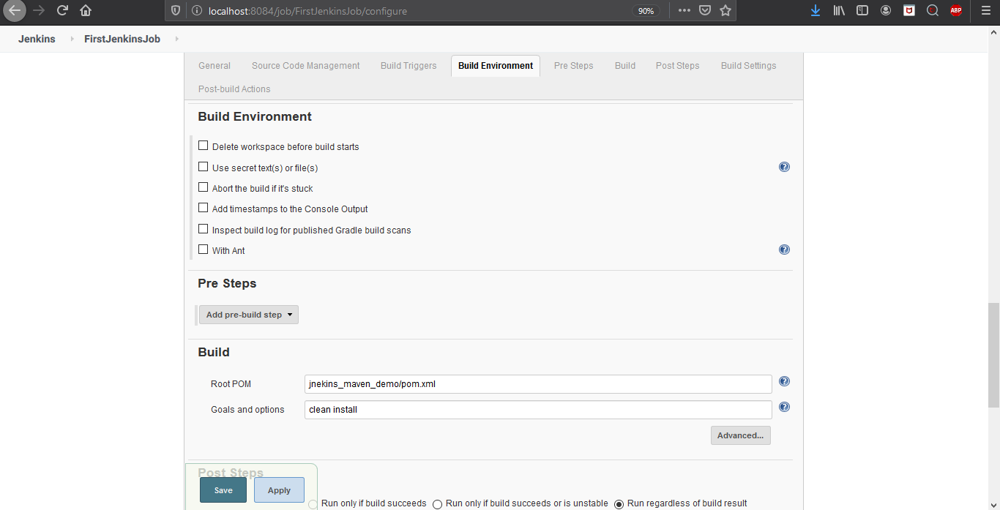 localhost:8084/job/FirstJenkinsJob/configure
90%
ABP
Jenkins FirstJenkinsJob
General Source Code Management Build Triggers Build Environment Pre Steps Build Post Steps Build Settings
Post-build Actions
Build Environment
Delete workspace before build starts
Use secret text(s) or file(s)
Abort the build if it's stuck
Add timestamps to the Console Output
Inspect build log for published Gradle build scans
With Ant
Pre Steps
Add pre-build step
Build
Root POM jnekins_maven_demo/pom.xml
Goals and options clean install
Advanced...
Post Steps
Save Apply
Run only if build succeeds Run only if build succeeds or is unstable Run regardless of build result